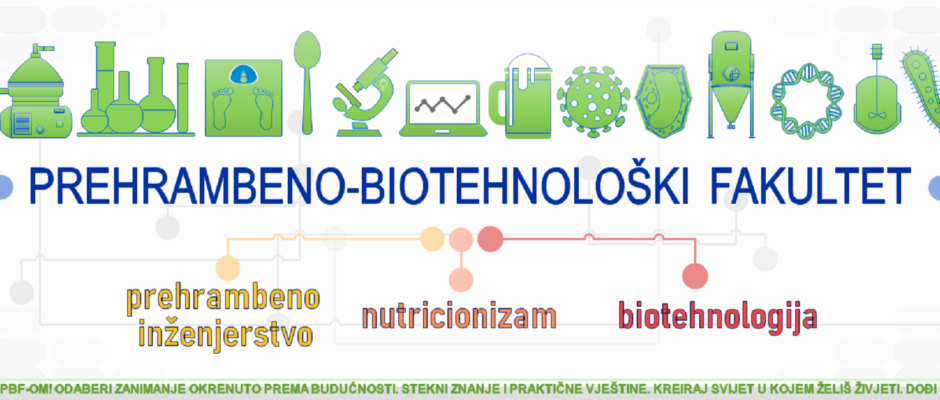 PREHRAMBENO-BIOTEHNOLOŠKI FAKULTET
prehrambeno
inženjerstvo
nutricionizam
biotehnologija
PBF-OM! ODABERI ZANIMANJE OKRENUTO PREMA BUDUĆNOSTI. STEKNI ZNANJE I PRAKTIČNE VJEŠTINE. KREIRAJ SVIJET U KOJEM ŽELIŠ ŽIVJETI. DOĐI